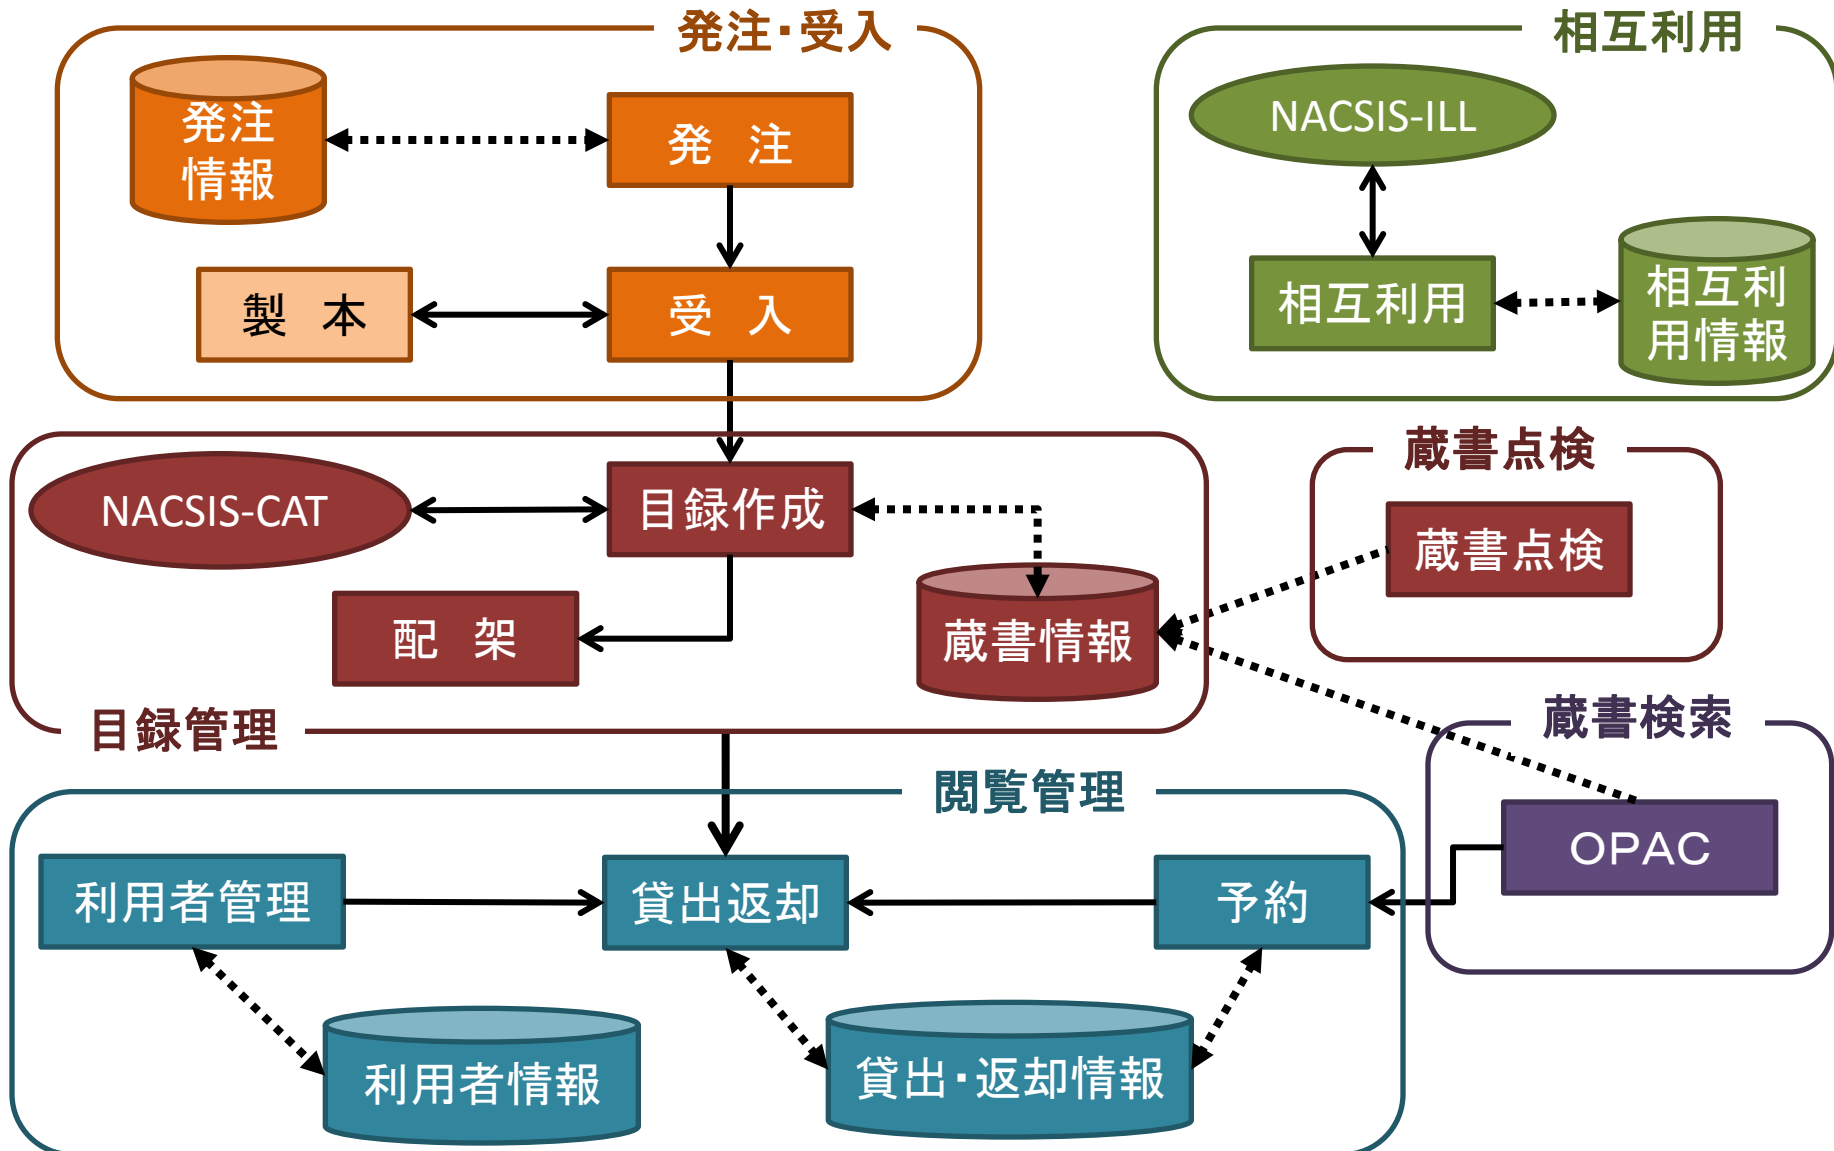 発注・受入
発注
情報
発　注
製　本
受　入
相互利用
NACSIS-ILL
相互利用
相互利
用情報
NACSIS-CAT
目録作成
配　架
蔵書情報
目録管理
蔵書点検
蔵書点検
蔵書検索
OPAC
閲覧管理
利用者管理
貸出返却
予約
利用者情報
貸出・返却情報